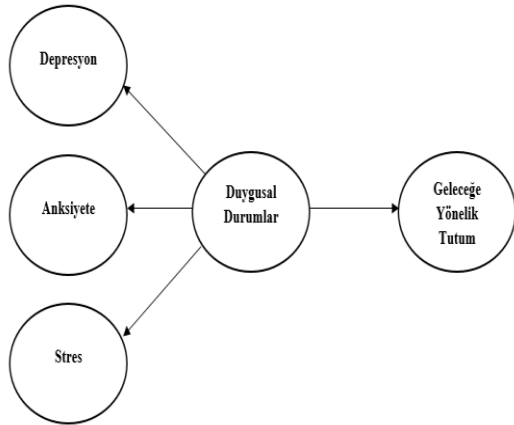 Depresyon
Anksiyete
Stres
Duygusal
Durumlar
Geleceğe
Yönelik
Tutum